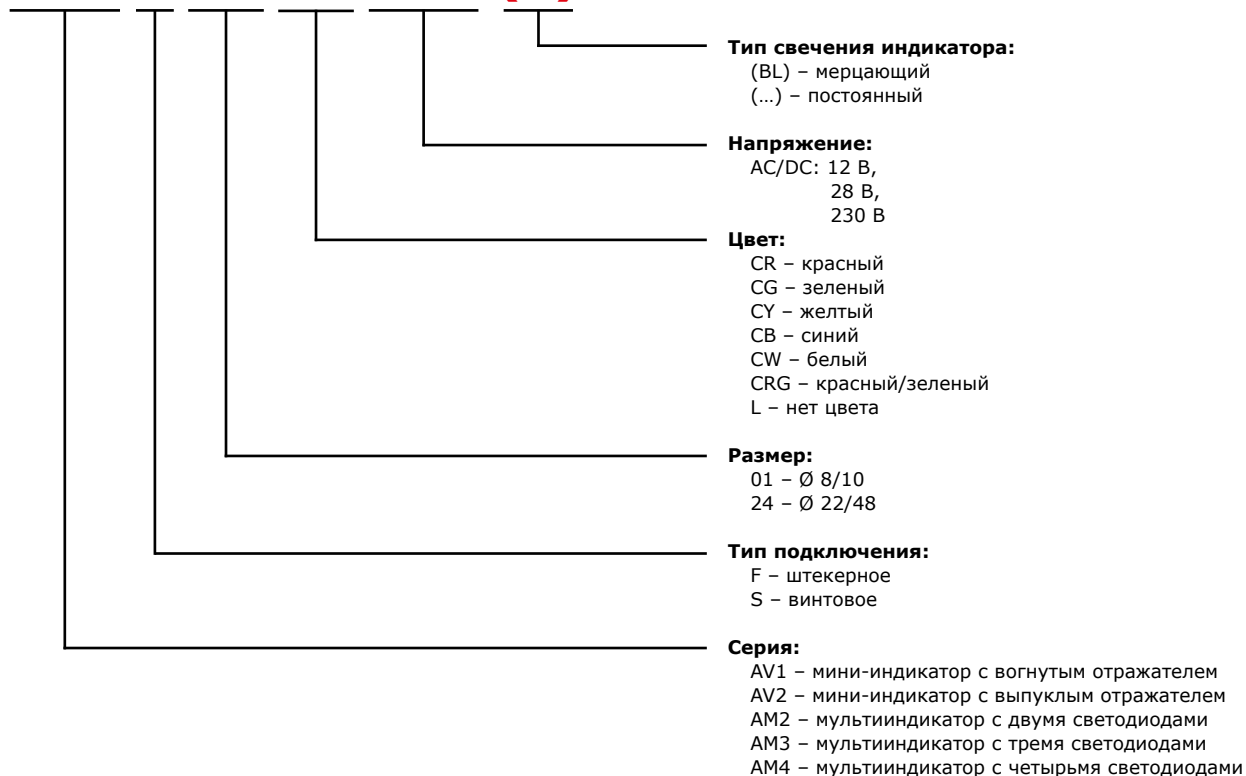 Тип свечения индикатора:
(BL) – мерцающий
(...) – постоянный
Напряжение:
AC/DC: 12 В,
28 В,
230 В
Цвет:
CR – красный
CG – зеленый
CY – желтый
CB – синий
CW – белый
CRG – красный/зеленый
L – нет цвета
Размер:
01 – Ø 8/10
24 – Ø 22/48
Тип подключения:
F – штекерное
S – винтовое
Серия:
AV1 – мини-индикатор с вогнутым отражателем
AV2 – мини-индикатор с выпуклым отражателем
AM2 – мультииндикатор с двумя светодиодами
AM3 – мультииндикатор с тремя светодиодами
AM4 – мультииндикатор с четырьмя светодиодами